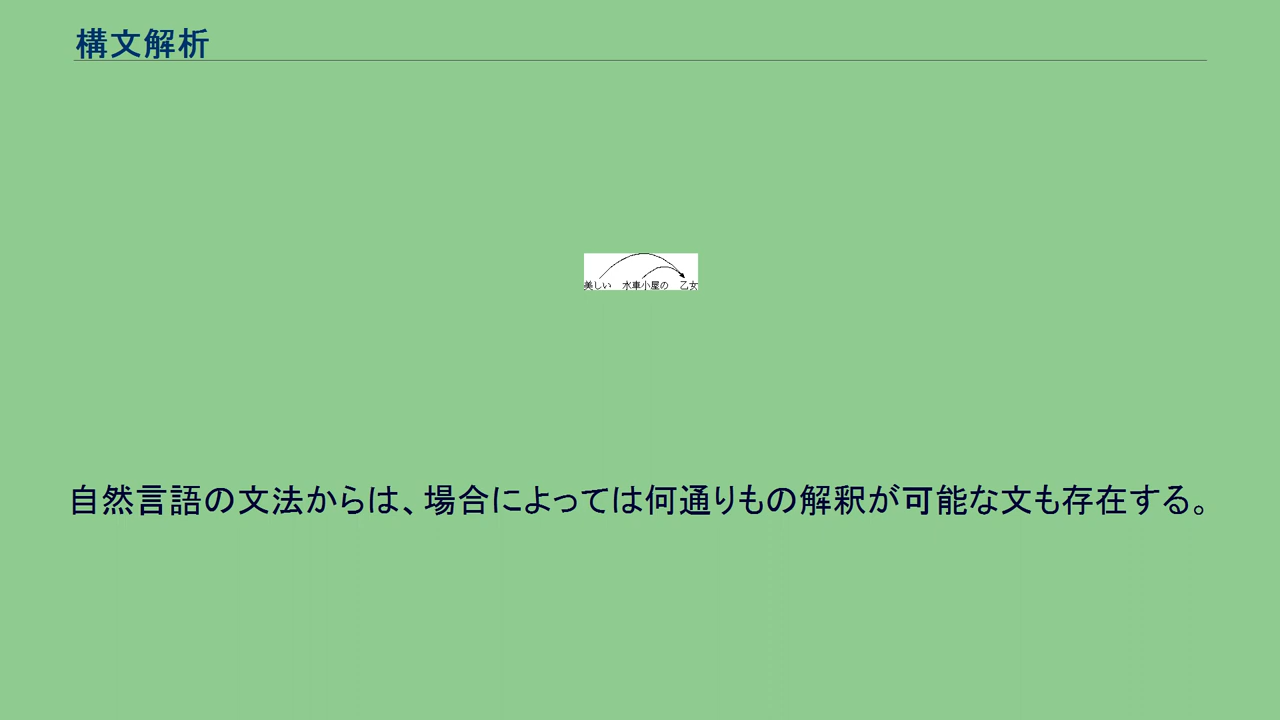 構文解析
美しい 水車小屋の 乙女
自然言語の文法からは、場合によっては何通りもの解釈が可能な文も存在する。